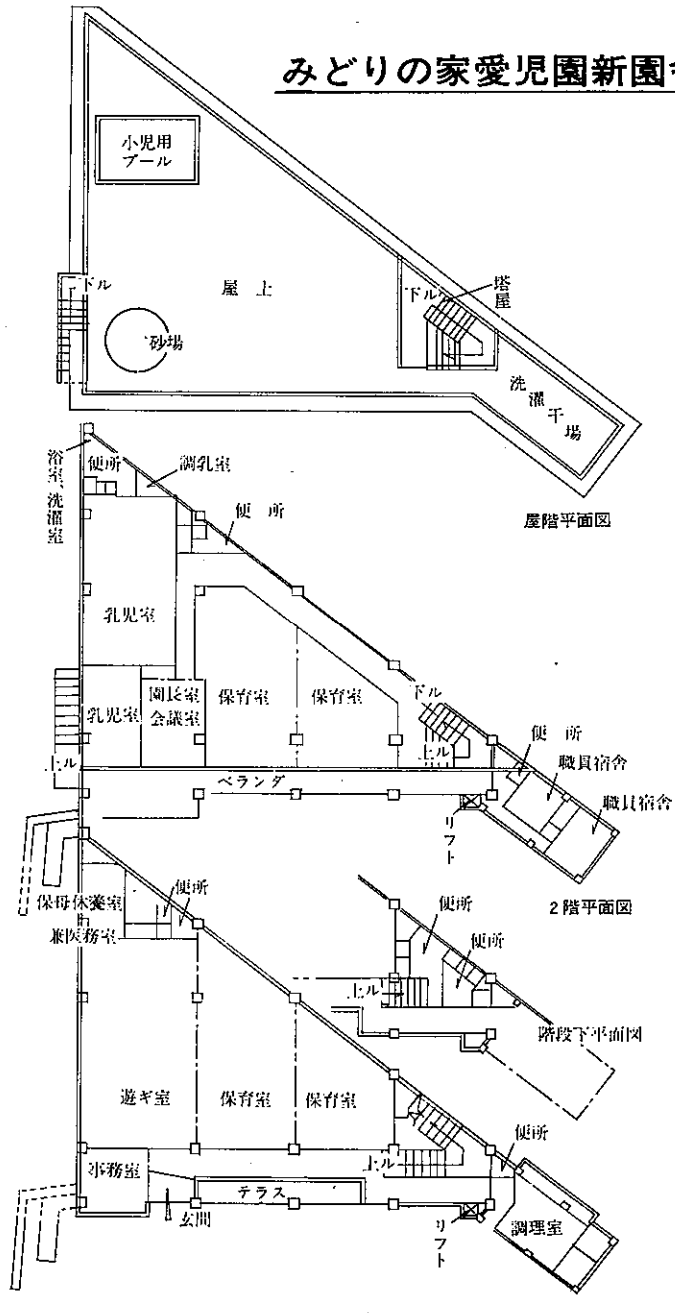 みどりの家愛児園新園
小児用
プール
下ル
屋上
砂場
下ル
塔屋
洗濯干場
屋階平面図
浴室、洗濯室
便所
調乳室
便所
乳児室
乳児室
園長室
会議室
保育室
保育室
下ル
上ル
上ル
便所
職員宿舎
職員宿舎
ベランダ
リフト
2階平面図
保母休養室
兼医務室
便所
便所
便所
上ル
階段下平面図
遊ギ室
保育室
保育室
上ル
便所
事務室
テラス
玄関
リフト
調理室